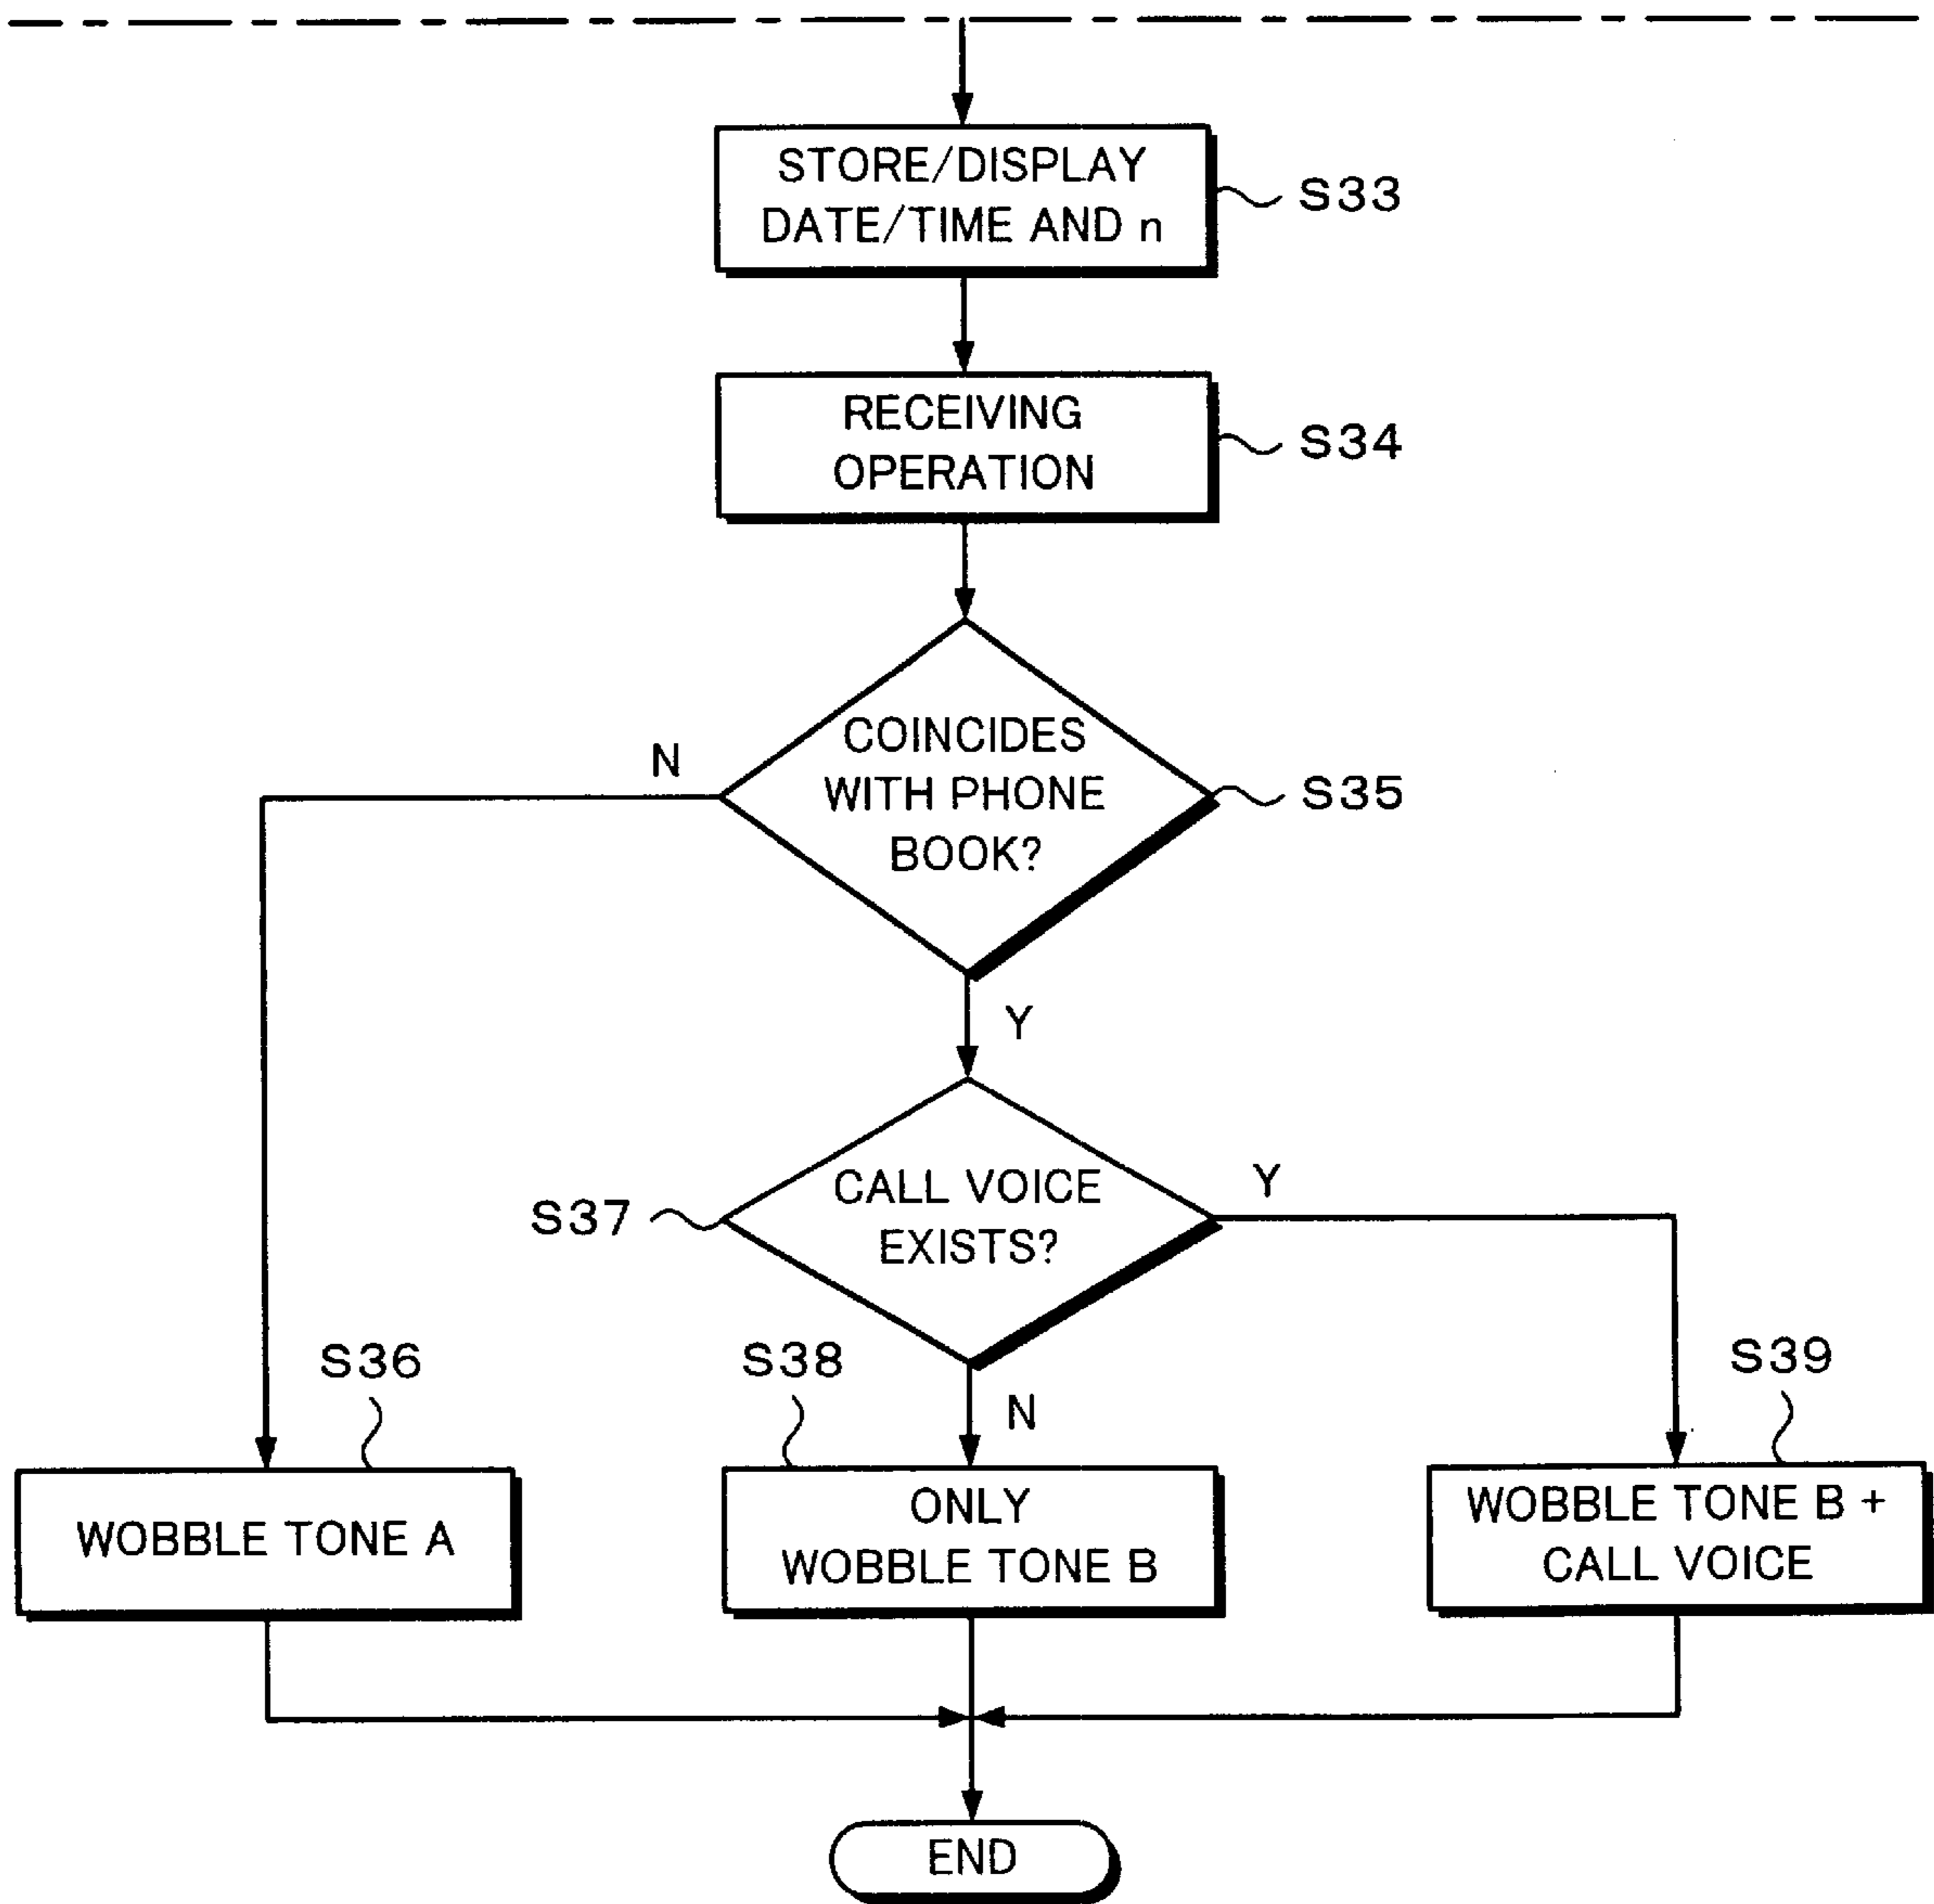 STORE/DISPLAY
DATE/TIME AND n
S33
RECEIVING
OPERATION
S34
COINCIDES
WITH PHONE
BOOK?
S35
N
Y
CALL VOICE
EXISTS?
S37
Y
N
S36
S38
S39
WOBBLE TONE A
ONLY
WOBBLE TONE B
WOBBLE TONE B +
CALL VOICE
END